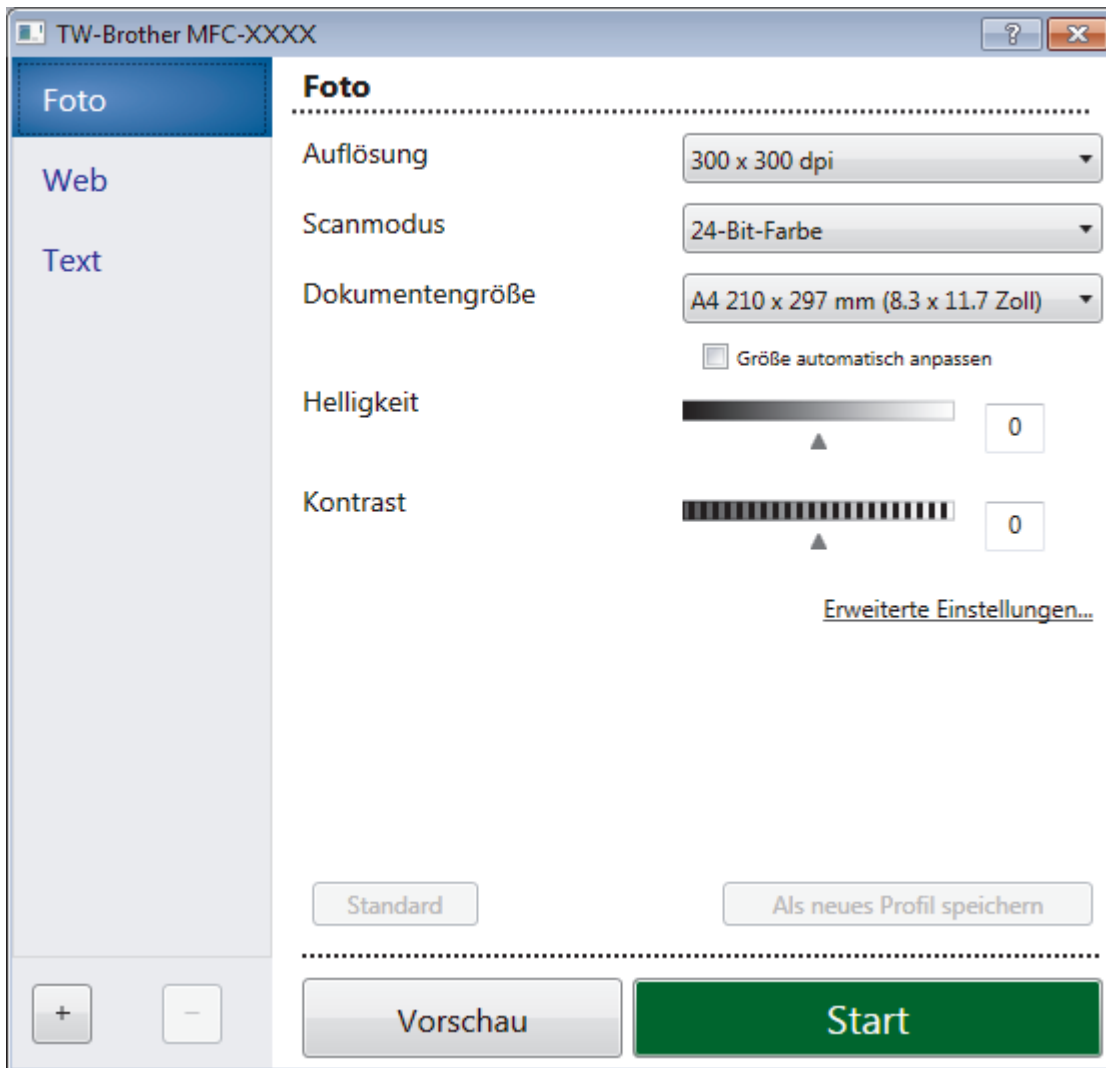 TW-Brother MFC-XXXX
Foto
Web
Text
Foto
Auflösung 300 x 300 dpi
Scanmodus 24-Bit-Farbe
Dokumentengröße A4 210 x 297 mm (8.3 x 11.7 Zoll)
Größe automatisch anpassen
Helligkeit 0
Kontrast 0
Erweiterte Einstellungen...
Standard Als neues Profil speichern
+ −
Vorschau Start